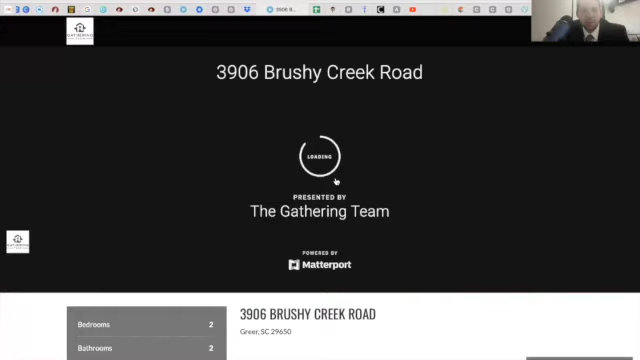 3906 B
3906 Brushy Creek Road
LOADING
PRESENTED BY
The Gathering Team
POWERED BY
Matterport
Bedrooms 2
Bathrooms 2
3906 BRUSHY CREEK ROAD
Greer, SC 29650